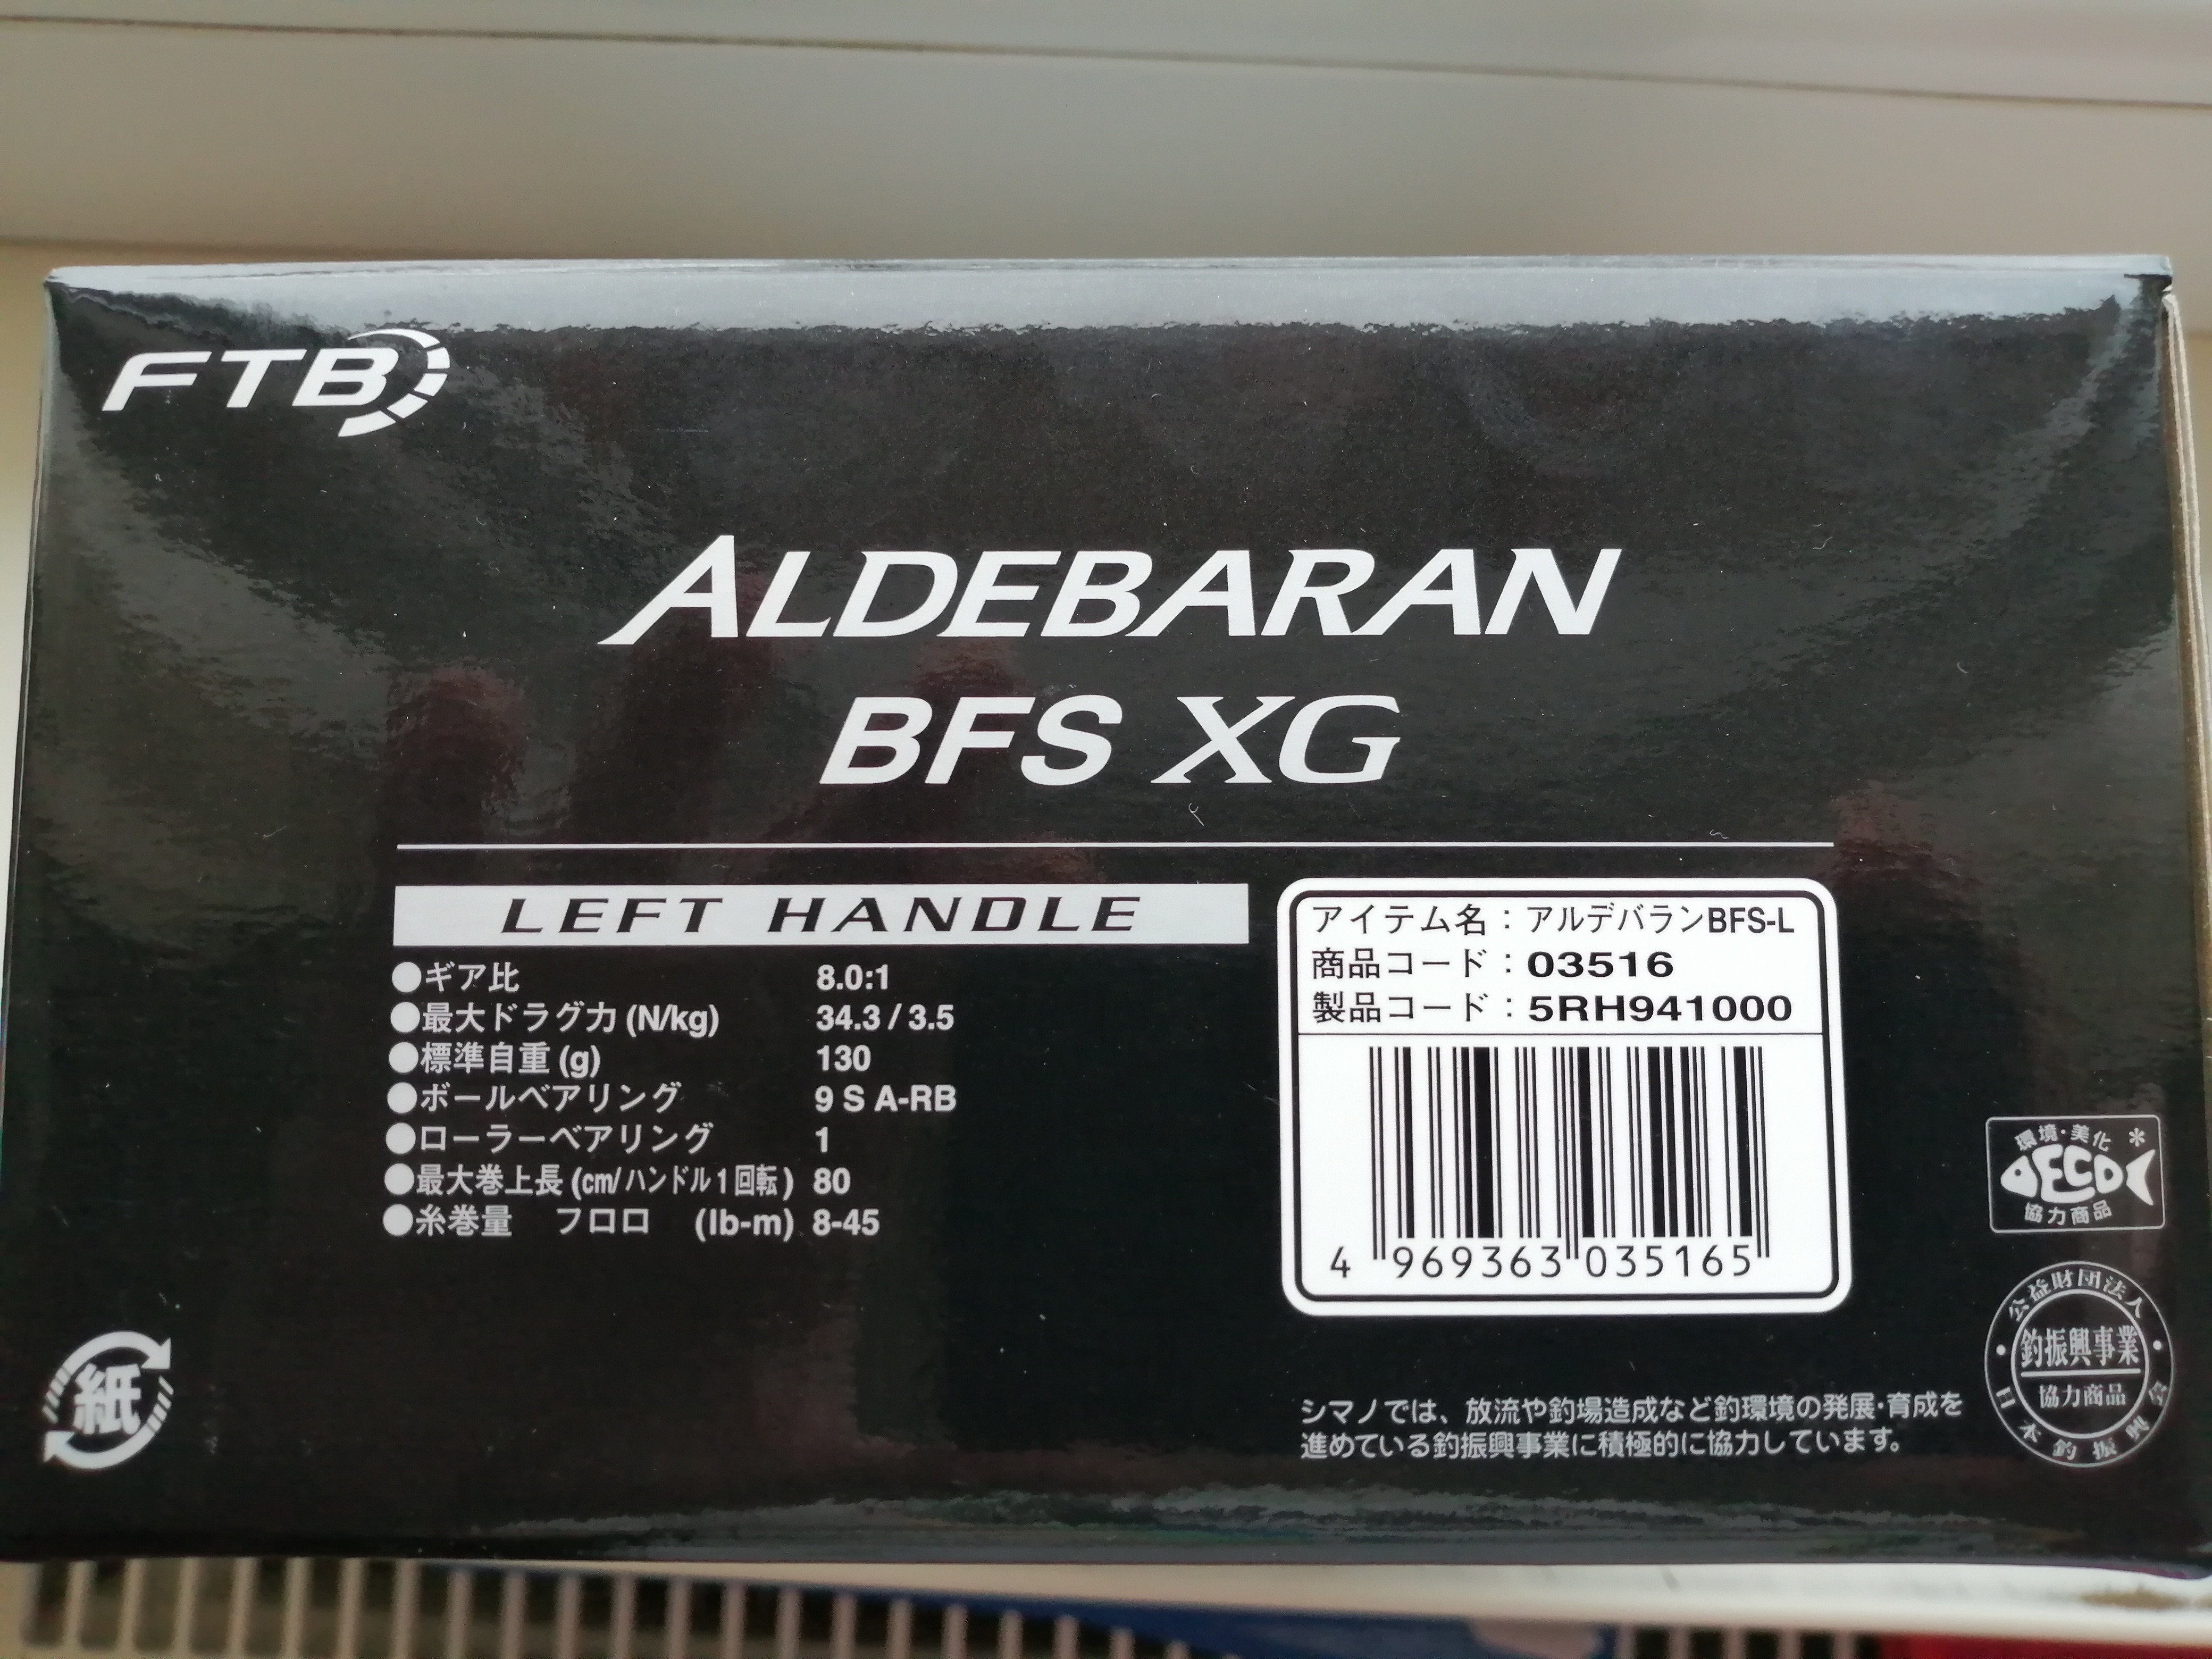 FTB
ALDEBARAN
BFS XG
LEFT HANDLE
●ギア比 8.0:1
●最大ドラグ力 (N/kg) 34.3 / 3.5
●標準自重 (g) 130
●ボールベアリング 9 S A-RB
●ローラーベアリング 1
●最大巻上長 (cm/ハンドル1回転) 80
●糸巻量 フロロ (lb-m) 8-45
アイテム名：アルデバランBFS-L
商品コード：03516
製品コード：5RH941000
4 969363 035165
環境・美化
DECO
協力商品
公益財団法人
釣振興事業
協力商品
日本釣振興会
シマノでは、放流や釣場造成など釣環境の発展・育成を
進めている釣振興事業に積極的に協力しています。
紙